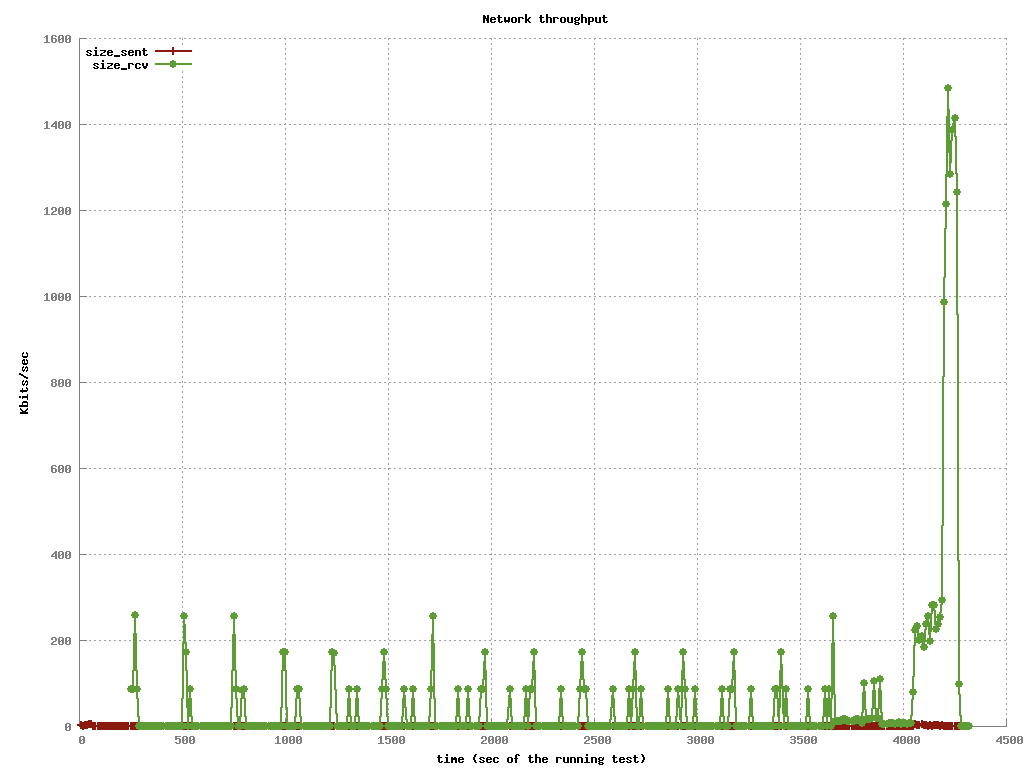 Network throughput
size_sent
size_rcv
1600
1400
1200
1000
800
600
400
200
0
Kbits/sec
0 500 1000 1500 2000 2500 3000 3500 4000 4500
time (sec of the running test)